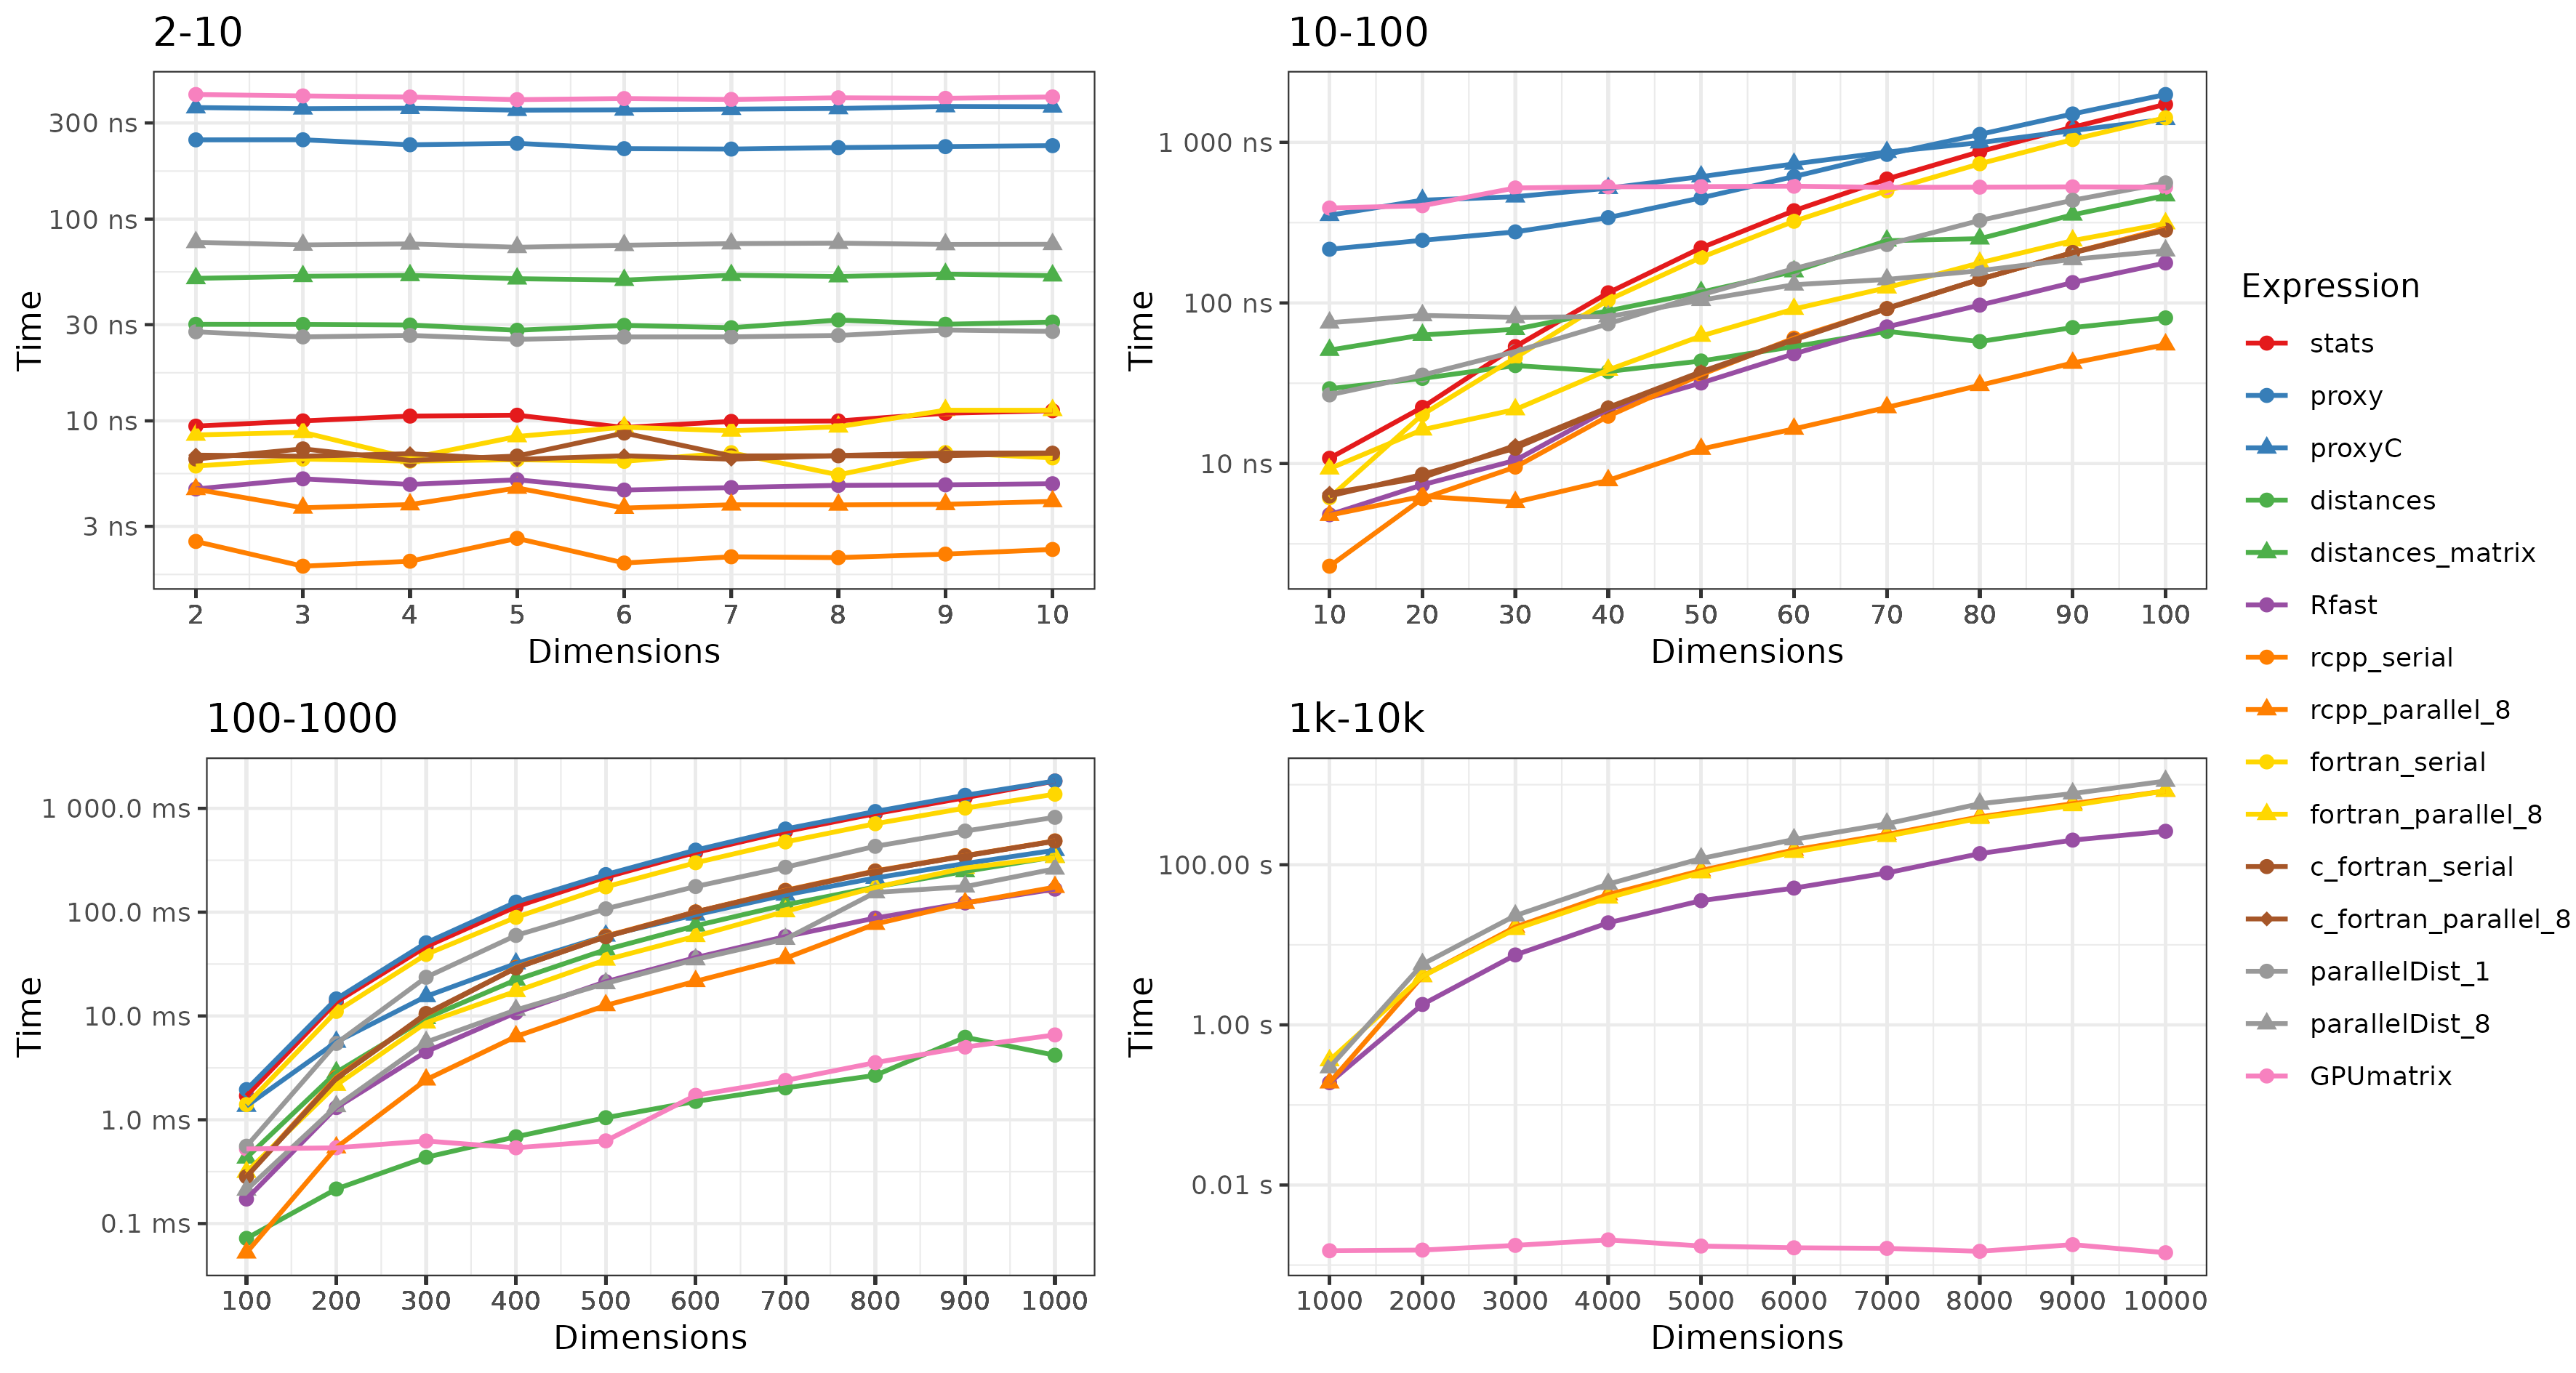 2-10
300 ns
100 ns
30 ns
10 ns
3 ns
Time
2 3 4 5 6 7 8 9 10
Dimensions
10-100
1 000 ns
100 ns
10 ns
Time
10 20 30 40 50 60 70 80 90 100
Dimensions
100-1000
1 000.0 ms
100.0 ms
10.0 ms
1.0 ms
0.1 ms
Time
100 200 300 400 500 600 700 800 900 1000
Dimensions
1k-10k
100.00 s
1.00 s
0.01 s
Time
1000 2000 3000 4000 5000 6000 7000 8000 9000 10000
Dimensions
Expression
stats
proxy
proxyC
distances
distances_matrix
Rfast
rcpp_serial
rcpp_parallel_8
fortran_serial
fortran_parallel_8
c_fortran_serial
c_fortran_parallel_8
parallelDist_1
parallelDist_8
GPUmatrix